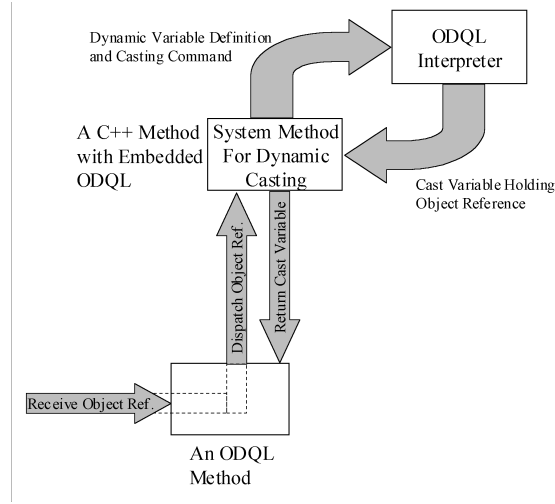 Dynamic Variable Definition
and Casting Command
ODQL
Interpreter
A C++ Method
with Embedded
ODQL
System Method
For Dynamic
Casting
Cast Variable Holding
Object Reference
Dispatch Object Ref.
Return Cast Variable
Receive Object Ref.
An ODQL
Method